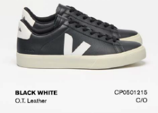 BLACK WHITE CP0501215
O.T. Leather C/O